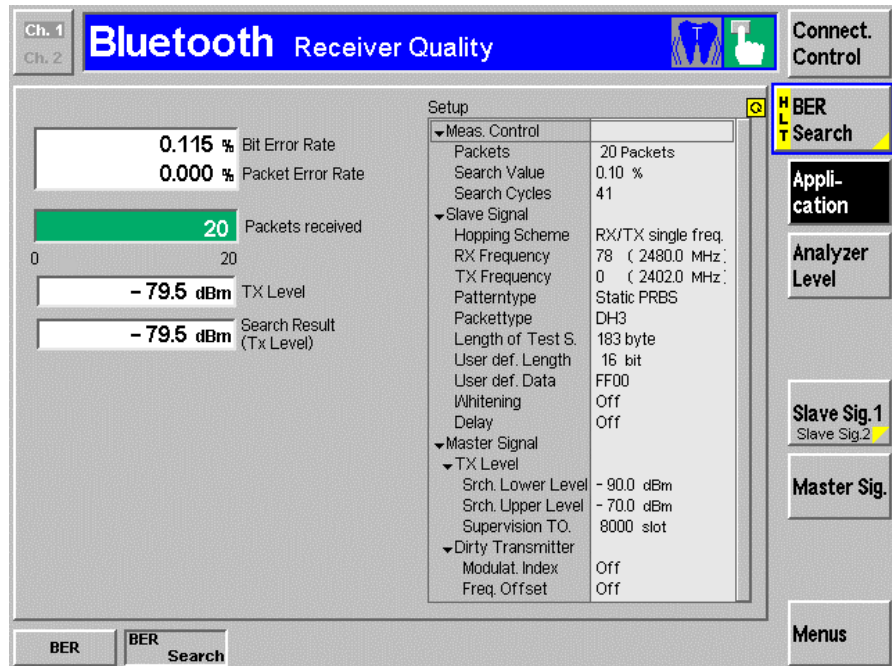 Ch. 1
Ch. 2
Bluetooth Receiver Quality
T
Connect.
Control
0.115 % Bit Error Rate
0.000 % Packet Error Rate
20 Packets received
0 20
- 79.5 dBm TX Level
- 79.5 dBm Search Result
(Tx Level)
Setup
Meas. Control
Packets 20 Packets
Search Value 0.10 %
Search Cycles 41
Slave Signal
Hopping Scheme RX/TX single freq.
RX Frequency 78 ( 2480.0 MHz)
TX Frequency 0 ( 2402.0 MHz)
Patterntype Static PRBS
Packettype DH3
Length of Test S. 183 byte
User def. Length 16 bit
User def. Data FF00
Whitening Off
Delay Off
Master Signal
TX Level
Srch. Lower Level - 90.0 dBm
Srch. Upper Level - 70.0 dBm
Supervision TO. 8000 slot
Dirty Transmitter
Modulat. Index Off
Freq. Offset Off
HLT
BER
Search
Appli-
cation
Analyzer
Level
Slave Sig.1
Slave Sig.2
Master Sig.
Menus
BER
BER
Search